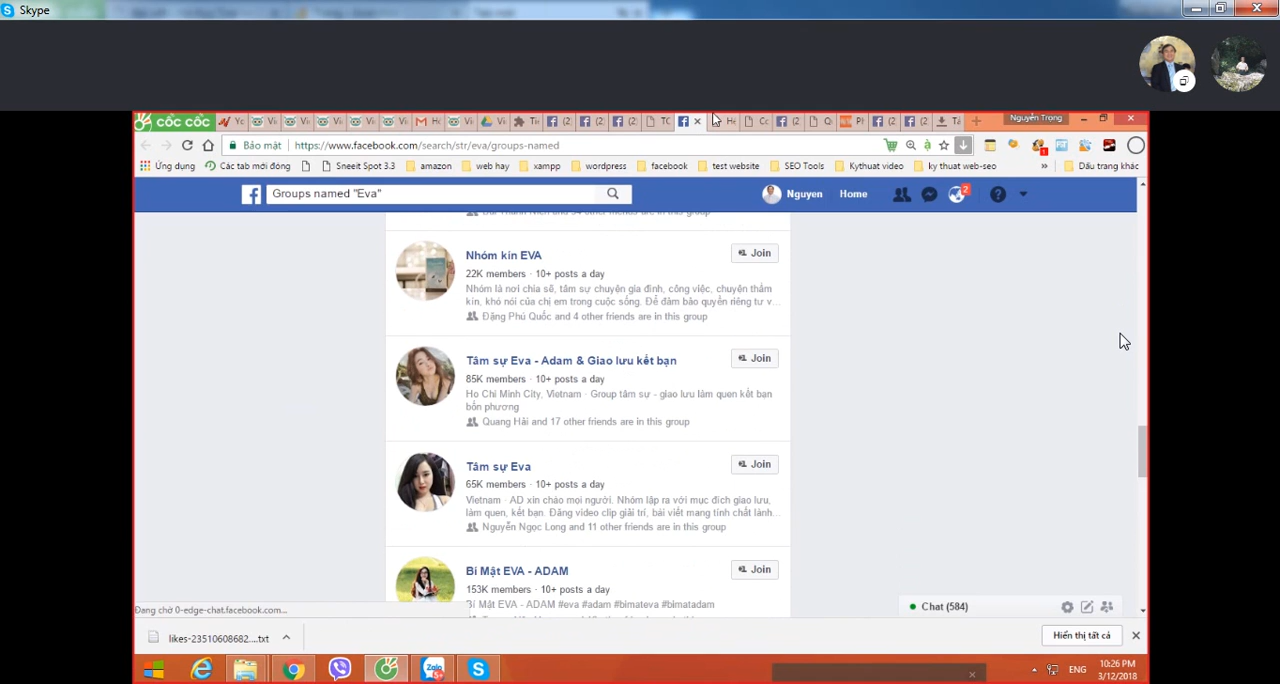 Skype
cốc cốc
Nguyễn Trọng
Bảo mật
https://www.facebook.com/search/str/eva/groups-named
Ứng dụng Các tab mới đóng Sneeit Spot 3.3 amazon web hay xampp wordpress facebook test website SEO Tools Kythuat video ky thuat web-seo » Dấu trang khác
Groups named "Eva"
Nguyen Home 2
Nhóm kín EVA
Join
22K members · 10+ posts a day
Nhóm là nơi chia sẽ, tâm sự chuyện gia đình, công việc, chuyện thầm
kín, khó nói của chị em trong cuộc sống. Để đảm bảo quyền riêng tư v...
Đặng Phú Quốc and 4 other friends are in this group
Tâm sự Eva - Adam & Giao lưu kết bạn
Join
85K members · 10+ posts a day
Ho Chi Minh City, Vietnam · Group tâm sự - giao lưu làm quen kết bạn
bốn phương
Quang Hải and 17 other friends are in this group
Tâm sự Eva
Join
65K members · 10+ posts a day
Vietnam · AD xin chào mọi người. Nhóm lập ra với mục đích giao lưu,
làm quen, kết bạn. Đăng video clip giải trí, bài viết mang tính chất lành...
Nguyễn Ngọc Long and 11 other friends are in this group
Bí Mật EVA - ADAM
Join
153K members · 10+ posts a day
Bí Mật EVA - ADAM #eva #adam #bimateva #bimatadam
Đang chờ 0-edge-chat.facebook.com...
Chat (584)
likes-23510608682....txt
Hiển thị tất cả
Zalo
5+
ENG
10:26 PM
3/12/2018